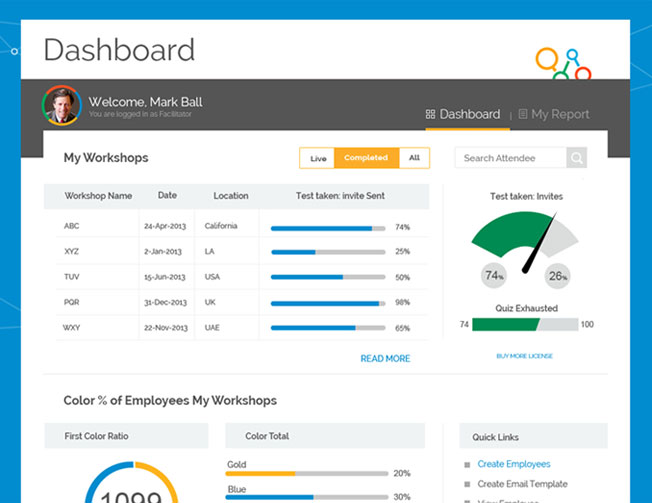 Dashboard
Welcome, Mark Ball
You are logged in as Facilitator
Dashboard | My Report
My Workshops
Live Completed All
Search Attendee
Workshop Name Date Location Test taken: invite Sent
ABC 24-Apr-2013 California 74%
XYZ 2-Jan-2013 LA 25%
TUV 15-Jun-2013 USA 50%
PQR 31-Dec-2013 UK 98%
WXY 22-Nov-2013 UAE 65%
READ MORE
Test taken: Invites
74% 26%
Quiz Exhausted
74 100
BUY MORE LICENSE
Color % of Employees My Workshops
First Color Ratio
1099
Color Total
Gold
20%
Blue
30%
Quick Links
Create Employees
Create Email Template
View Employee